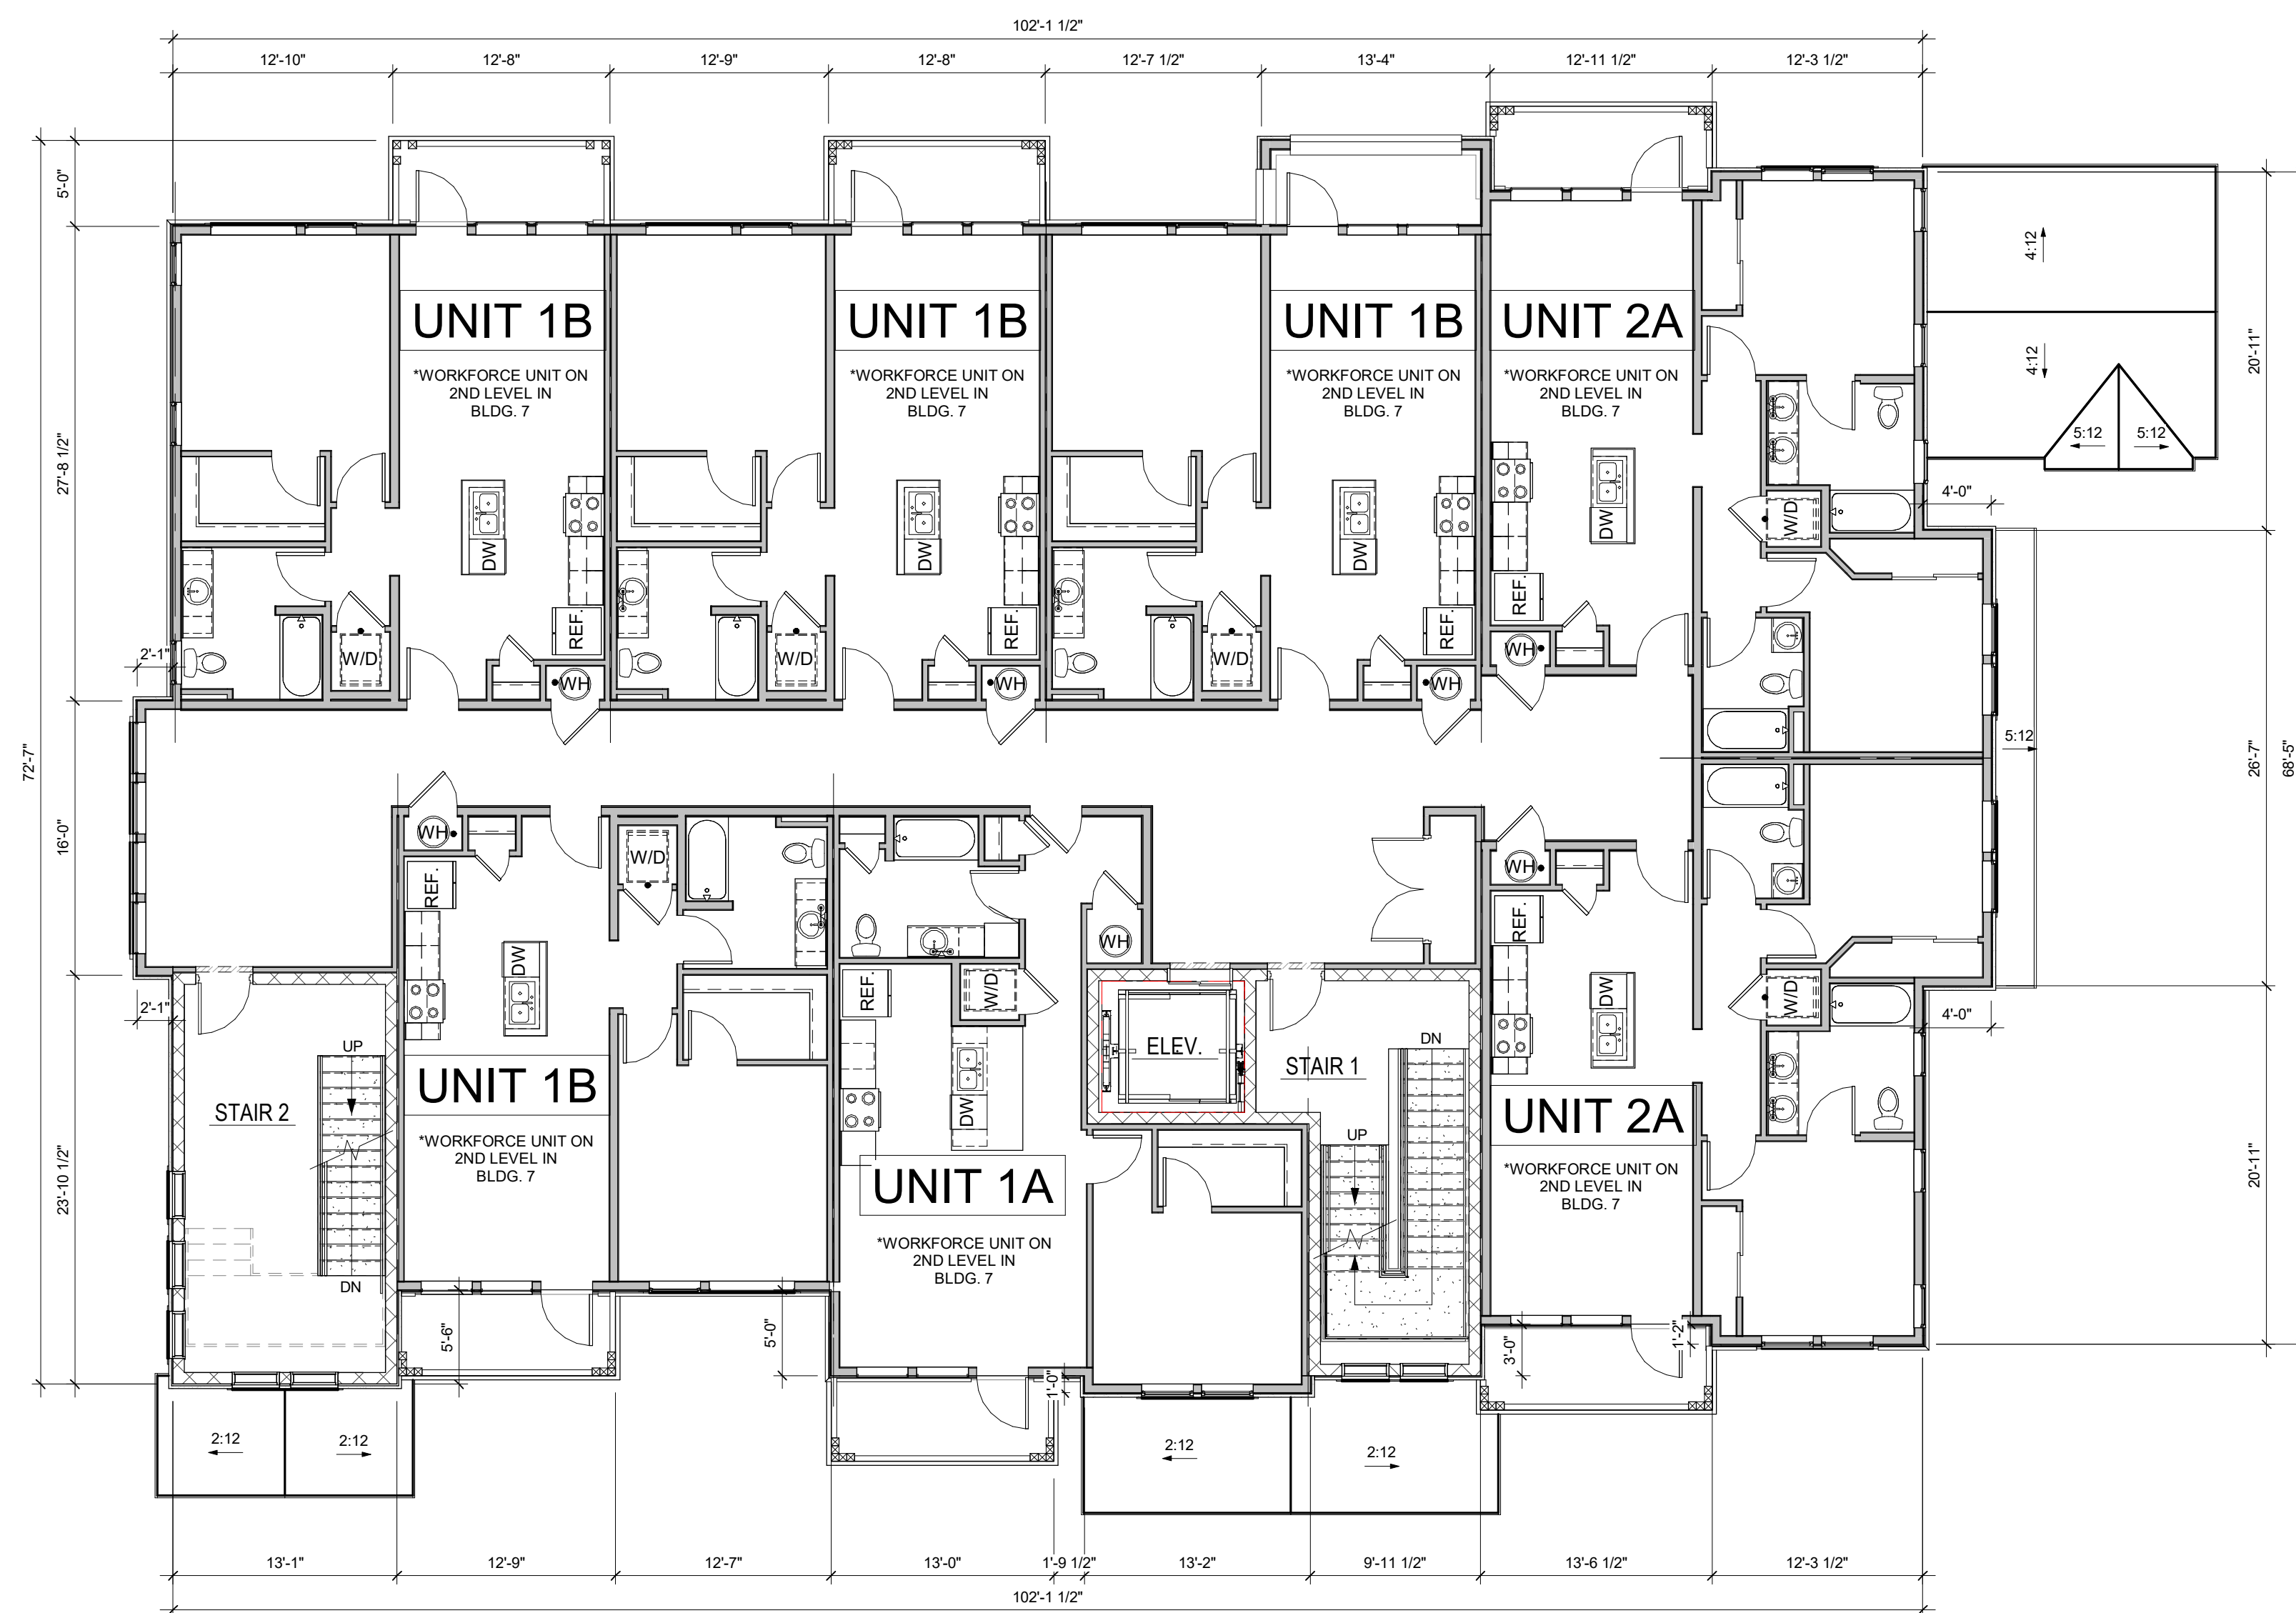 102'-1 1/2"
12'-10"
12'-8"
12'-9"
12'-8"
12'-7 1/2"
13'-4"
12'-11 1/2"
12'-3 1/2"
5'-0"
27'-8 1/2"
72'-7"
16'-0"
23'-10 1/2"
2'-1"
2'-1"
UNIT 1B
*WORKFORCE UNIT ON
2ND LEVEL IN
BLDG. 7
DW
REF.
W/D
WH
UNIT 1B
*WORKFORCE UNIT ON
2ND LEVEL IN
BLDG. 7
DW
REF.
W/D
WH
UNIT 1B
*WORKFORCE UNIT ON
2ND LEVEL IN
BLDG. 7
DW
REF.
W/D
WH
UNIT 2A
*WORKFORCE UNIT ON
2ND LEVEL IN
BLDG. 7
DW
REF.
W/D
WH
4:12
4:12
5:12
5:12
4'-0"
20'-11"
5:12
26'-7"
68'-5"
4'-0"
20'-11"
UP
STAIR 2
DN
WH
REF.
W/D
DW
UNIT 1B
*WORKFORCE UNIT ON
2ND LEVEL IN
BLDG. 7
5'-6"
5'-0"
WH
REF.
W/D
DW
UNIT 1A
*WORKFORCE UNIT ON
2ND LEVEL IN
BLDG. 7
1'-0"
ELEV.
STAIR 1
DN
UP
WH
REF.
W/D
DW
UNIT 2A
*WORKFORCE UNIT ON
2ND LEVEL IN
BLDG. 7
3'-0"
1'-2"
2:12
2:12
2:12
2:12
13'-1"
12'-9"
12'-7"
13'-0"
1'-9 1/2"
13'-2"
9'-11 1/2"
13'-6 1/2"
12'-3 1/2"
102'-1 1/2"